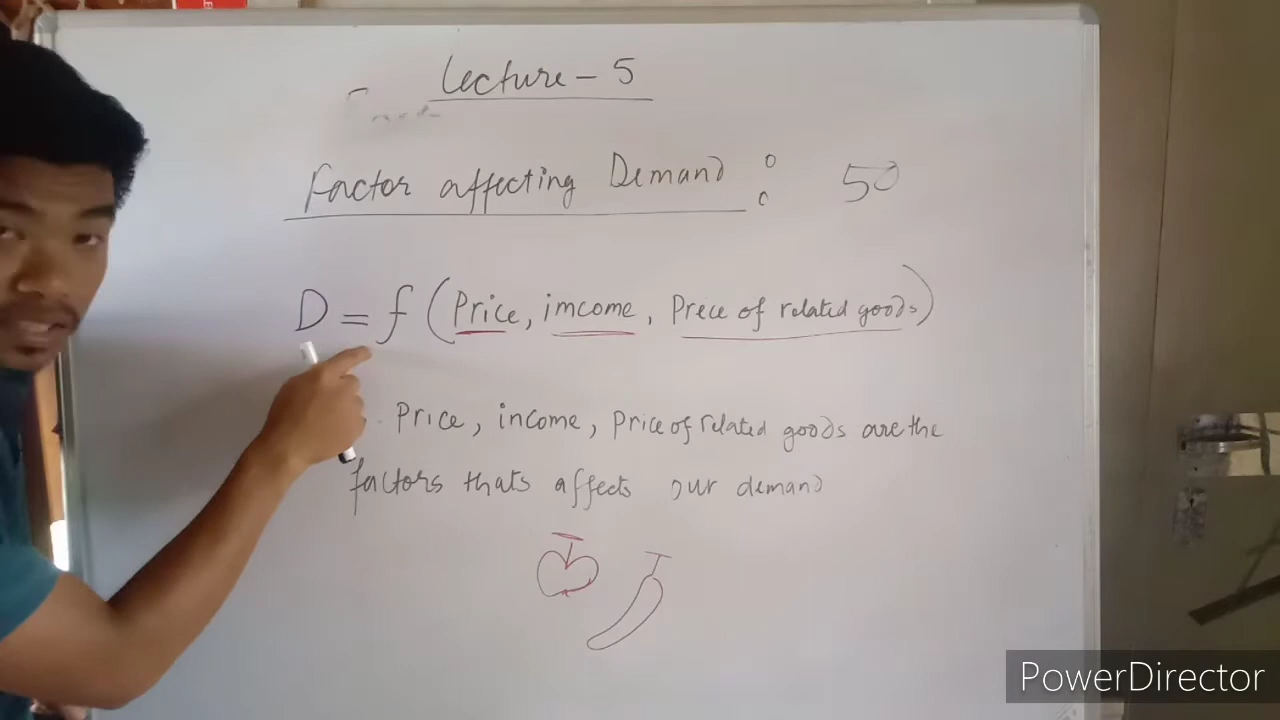 Lecture - 5
Factor affecting Demand : 50
D = f (Price, imcome, Prece of related goods)
Price, income, Price of related goods are the
factors thats affects our demand
PowerDirector